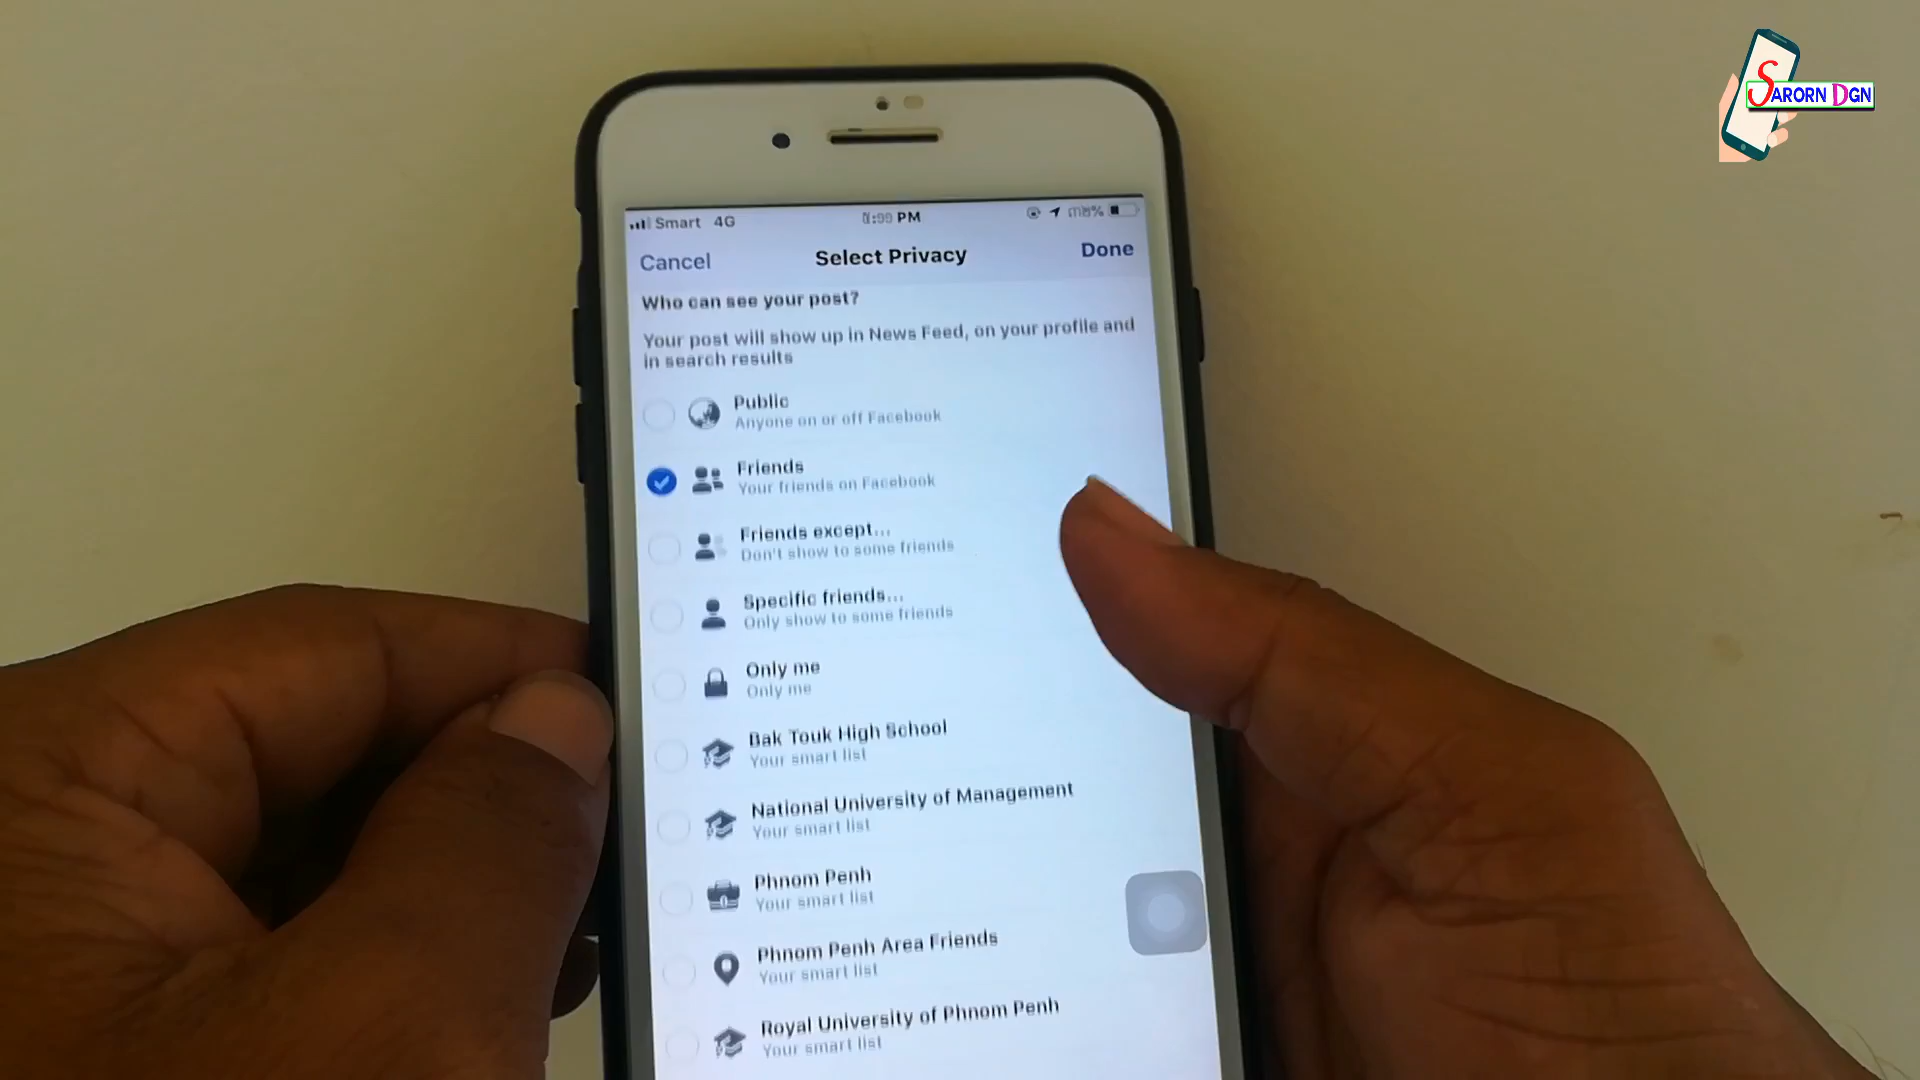 SARORN DGN
Smart 4G PM
Cancel Select Privacy Done
Who can see your post?
Your post will show up in News Feed, on your profile and
in search results
Public
Anyone on or off Facebook
Friends
Your friends on Facebook
Friends except...
Don't show to some friends
Specific friends...
Only show to some friends
Only me
Only me
Bak Touk High School
Your smart list
National University of Management
Your smart list
Phnom Penh
Your smart list
Phnom Penh Area Friends
Your smart list
Royal University of Phnom Penh
Your smart list